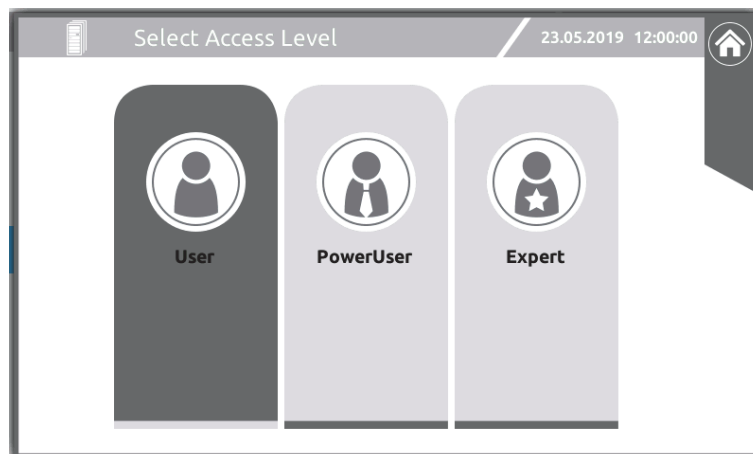 Select Access Level
23.05.2019 12:00:00
User
PowerUser
Expert